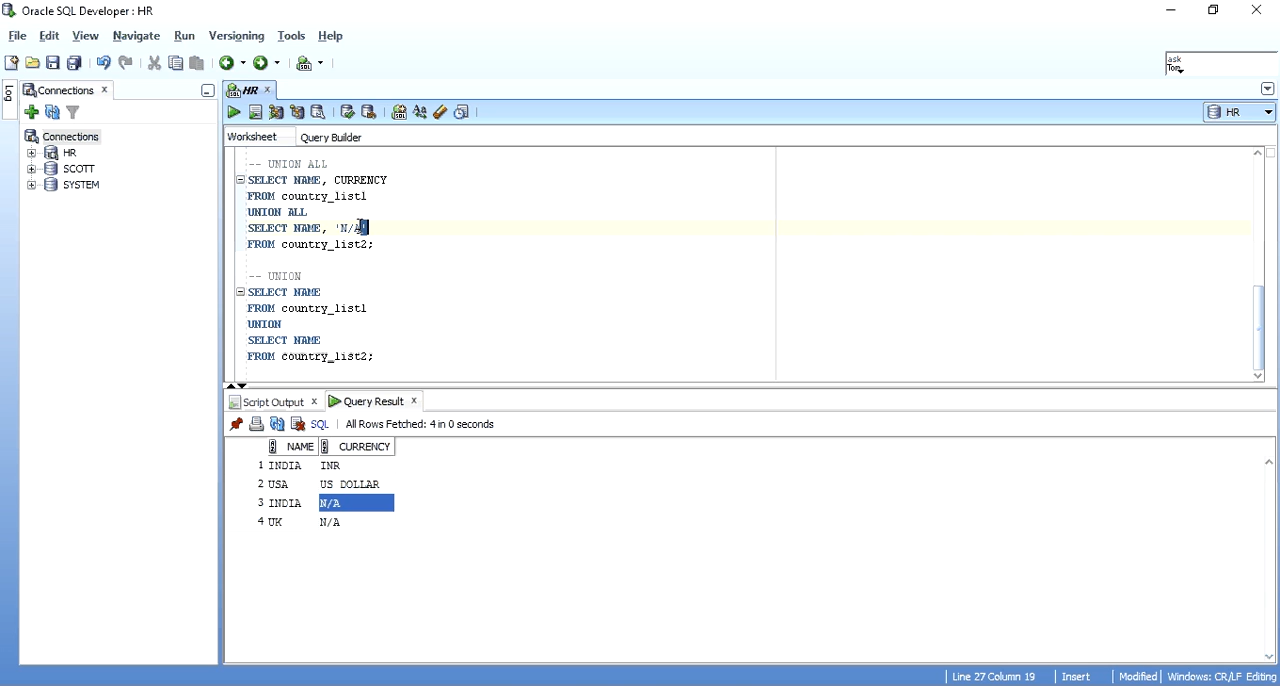 Oracle SQL Developer : HR
File Edit View Navigate Run Versioning Tools Help
ask
Tom
Log
Connections x
HR x
HR
Connections
HR
SCOTT
SYSTEM
Worksheet Query Builder
-- UNION ALL
SELECT NAME, CURRENCY
FROM country_list1
UNION ALL
SELECT NAME, 'N/A'
FROM country_list2;
-- UNION
SELECT NAME
FROM country_list1
UNION
SELECT NAME
FROM country_list2;
Script Output x Query Result x
SQL | All Rows Fetched: 4 in 0 seconds
NAME CURRENCY
1 INDIA INR
2 USA US DOLLAR
3 INDIA N/A
4 UK N/A
Line 27 Column 19 | Insert | Modified | Windows: CR/LF Editing